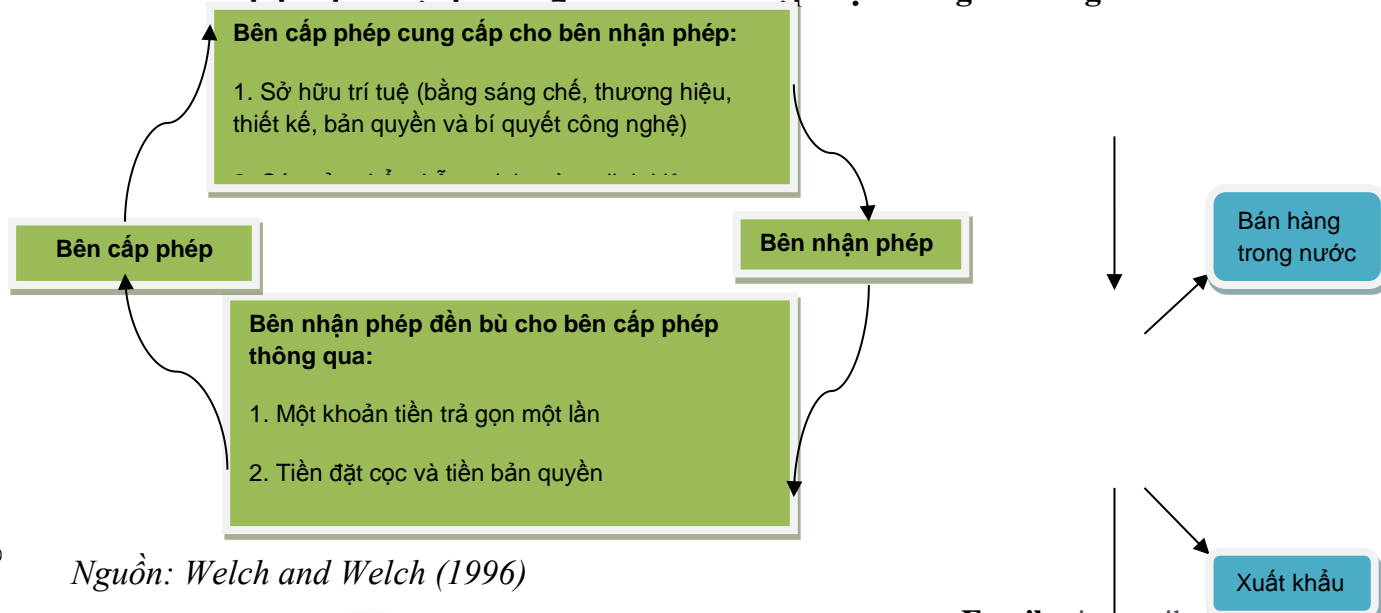 Bên cấp phép cung cấp cho bên nhận phép:
1. Sở hữu trí tuệ (bằng sáng chế, thương hiệu,
thiết kế, bản quyền và bí quyết công nghệ)
Bên cấp phép
Bên nhận phép
Bên nhận phép đền bù cho bên cấp phép
thông qua:
1. Một khoản tiền trả gọn một lần
2. Tiền đặt cọc và tiền bản quyền
Bán hàng
trong nước
Xuất khẩu
Nguồn: Welch and Welch (1996)